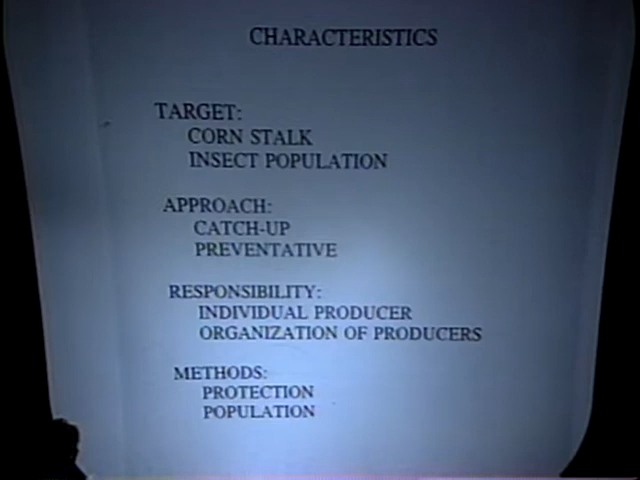 CHARACTERISTICS
TARGET:
CORN STALK
INSECT POPULATION
APPROACH:
CATCH-UP
PREVENTATIVE
RESPONSIBILITY:
INDIVIDUAL PRODUCER
ORGANIZATION OF PRODUCERS
METHODS:
PROTECTION
POPULATION